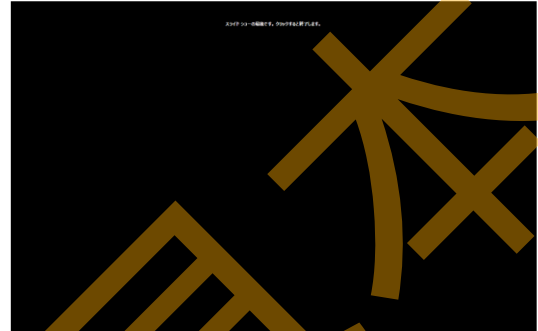 スライド ショーの最後です。クリックすると終了します。
本